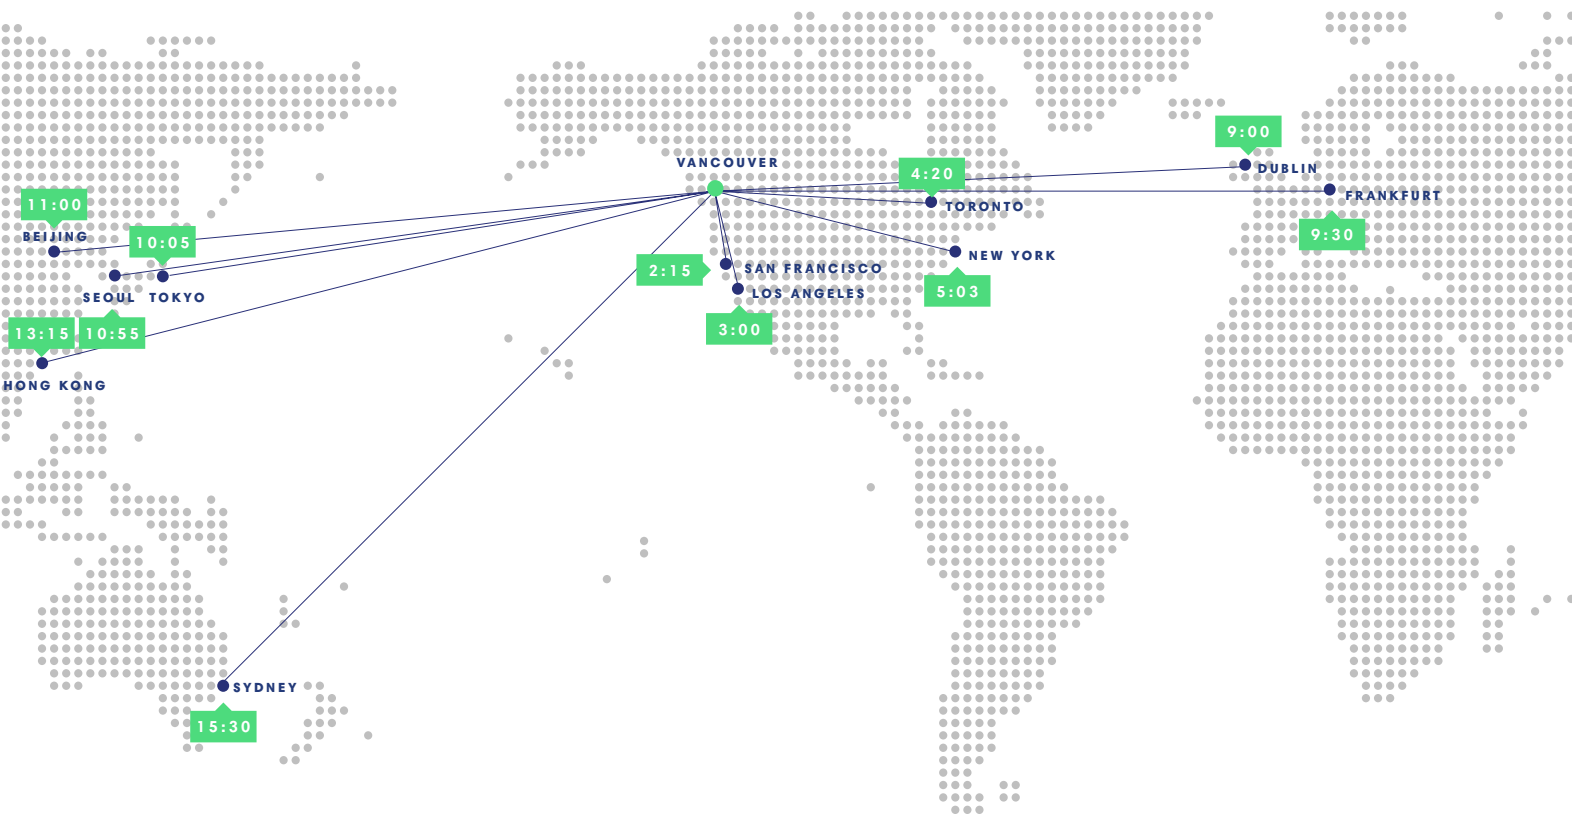 9:00
VANCOUVER
4:20
DUBLIN
FRANKFURT
11:00
TORONTO
BEIJING
10:05
9:30
NEW YORK
2:15
SAN FRANCISCO
5:03
LOS ANGELES
SEOUL
TOKYO
13:15
10:55
3:00
HONG KONG
SYDNEY
15:30